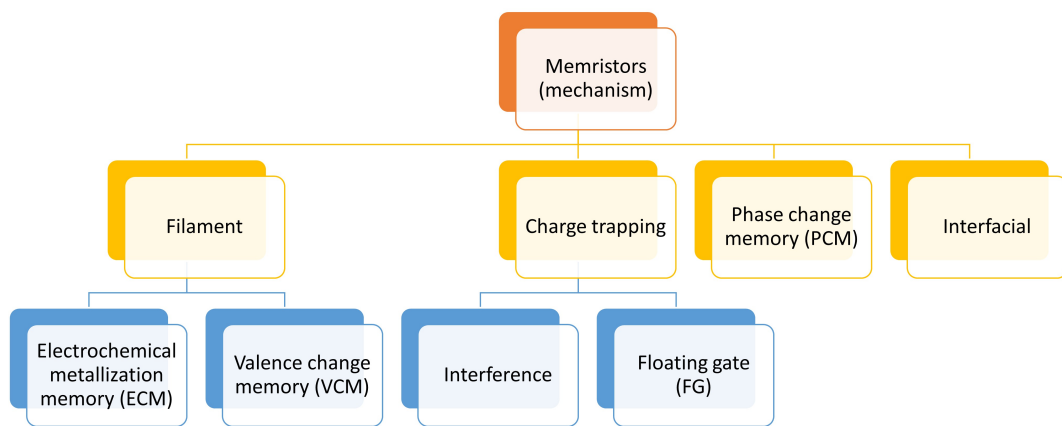 Memristors
(mechanism)
Filament
Charge trapping
Phase change
memory (PCM)
Interfacial
Electrochemical
metallization
memory (ECM)
Valence change
memory (VCM)
Interference
Floating gate
(FG)